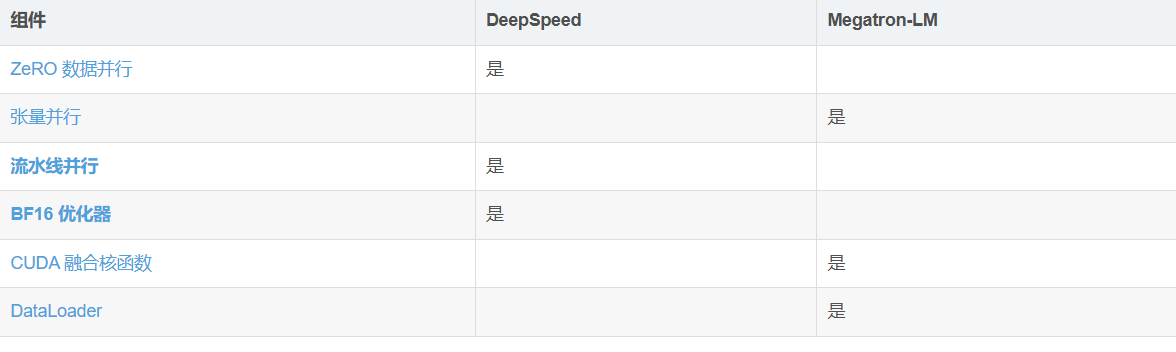 组件 DeepSpeed Megatron-LM
ZeRO 数据并行 是
张量并行 是
流水线并行 是
BF16 优化器 是
CUDA 融合核函数 是
DataLoader 是